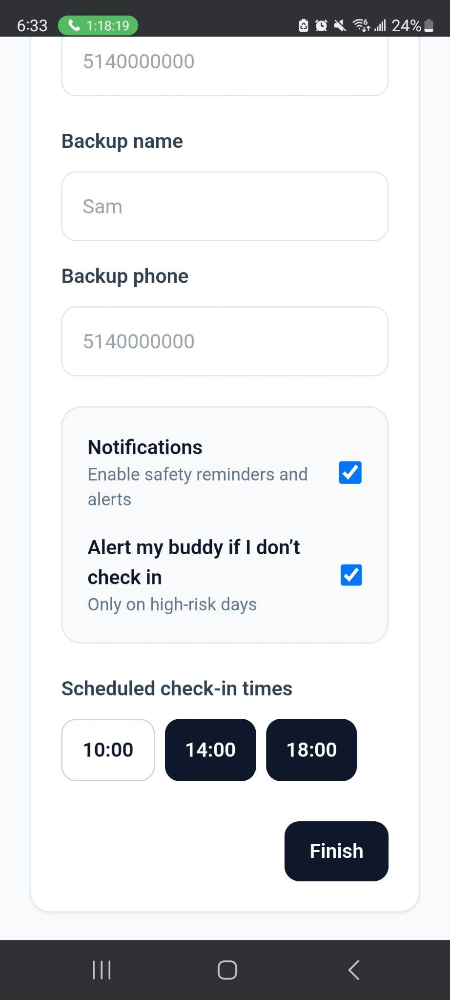 6:33 1:18:19 24%
5140000000
Backup name
Sam
Backup phone
5140000000
Notifications
Enable safety reminders and
alerts
Alert my buddy if I don’t
check in
Only on high-risk days
Scheduled check-in times
10:00 14:00 18:00
Finish